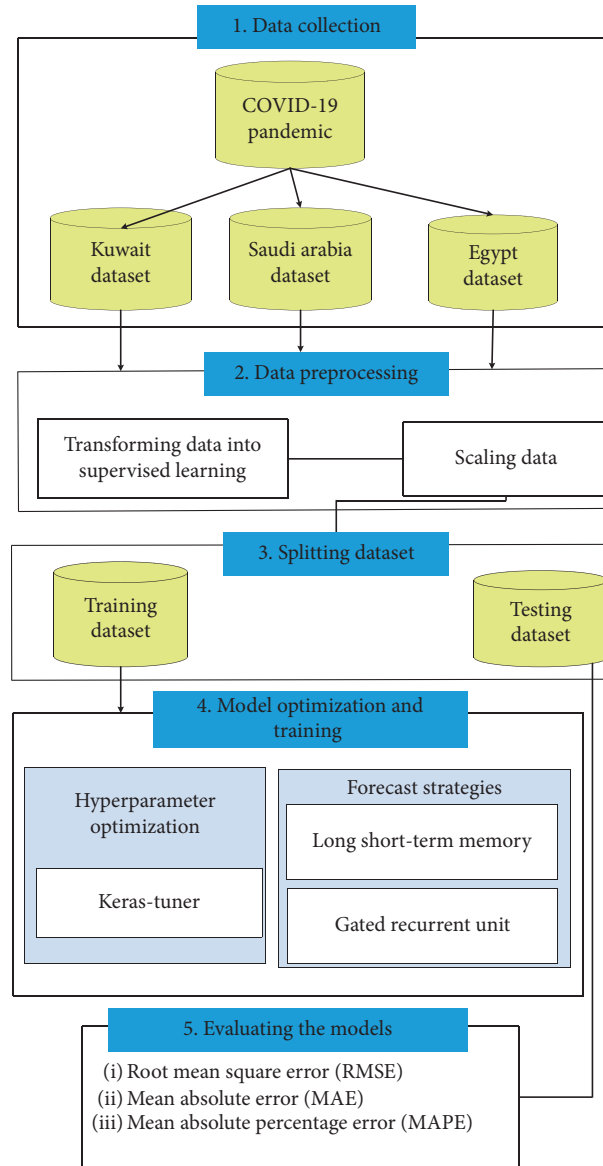 1. Data collection
COVID-19
pandemic
Kuwait
dataset
Saudi arabia
dataset
Egypt
dataset
2. Data preprocessing
Transforming data into
supervised learning
Scaling data
3. Splitting dataset
Training
dataset
Testing
dataset
4. Model optimization and
training
Hyperparameter
optimization
Keras-tuner
Forecast strategies
Long short-term memory
Gated recurrent unit
5. Evaluating the models
(i) Root mean square error (RMSE)
(ii) Mean absolute error (MAE)
(iii) Mean absolute percentage error (MAPE)